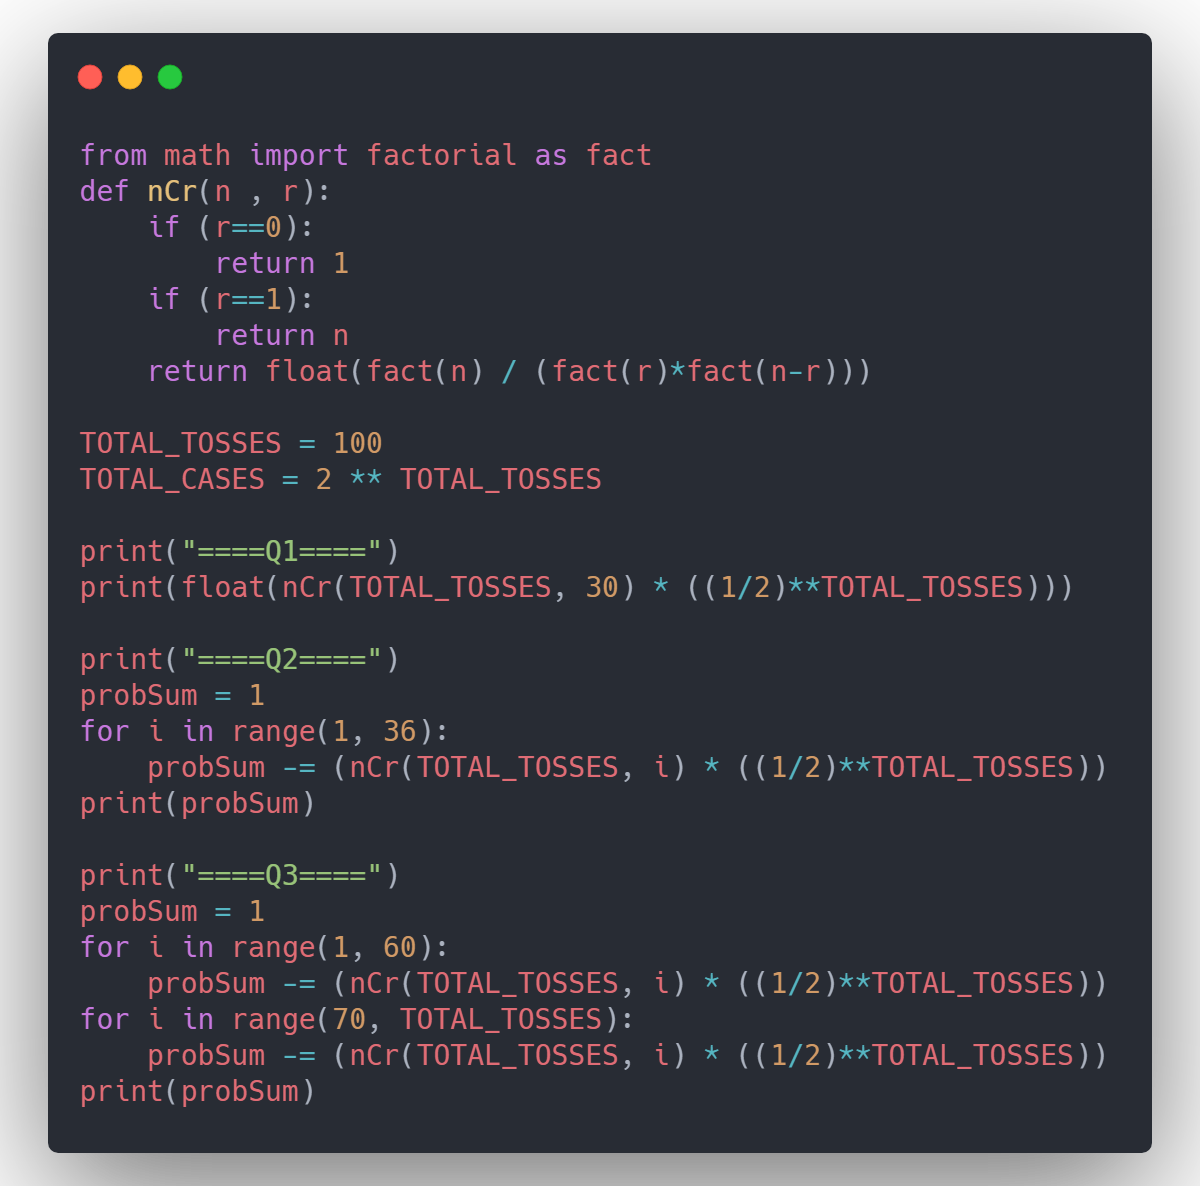 from math import factorial as fact
def nCr(n , r):
    if (r==0):
        return 1
    if (r==1):
        return n
    return float(fact(n) / (fact(r)*fact(n-r)))

TOTAL_TOSSES = 100
TOTAL_CASES = 2 ** TOTAL_TOSSES

print("====Q1====")
print(float(nCr(TOTAL_TOSSES, 30) * ((1/2)**TOTAL_TOSSES)))

print("====Q2====")
probSum = 1
for i in range(1, 36):
    probSum -= (nCr(TOTAL_TOSSES, i) * ((1/2)**TOTAL_TOSSES))
print(probSum)

print("====Q3====")
probSum = 1
for i in range(1, 60):
    probSum -= (nCr(TOTAL_TOSSES, i) * ((1/2)**TOTAL_TOSSES))
for i in range(70, TOTAL_TOSSES):
    probSum -= (nCr(TOTAL_TOSSES, i) * ((1/2)**TOTAL_TOSSES))
print(probSum)